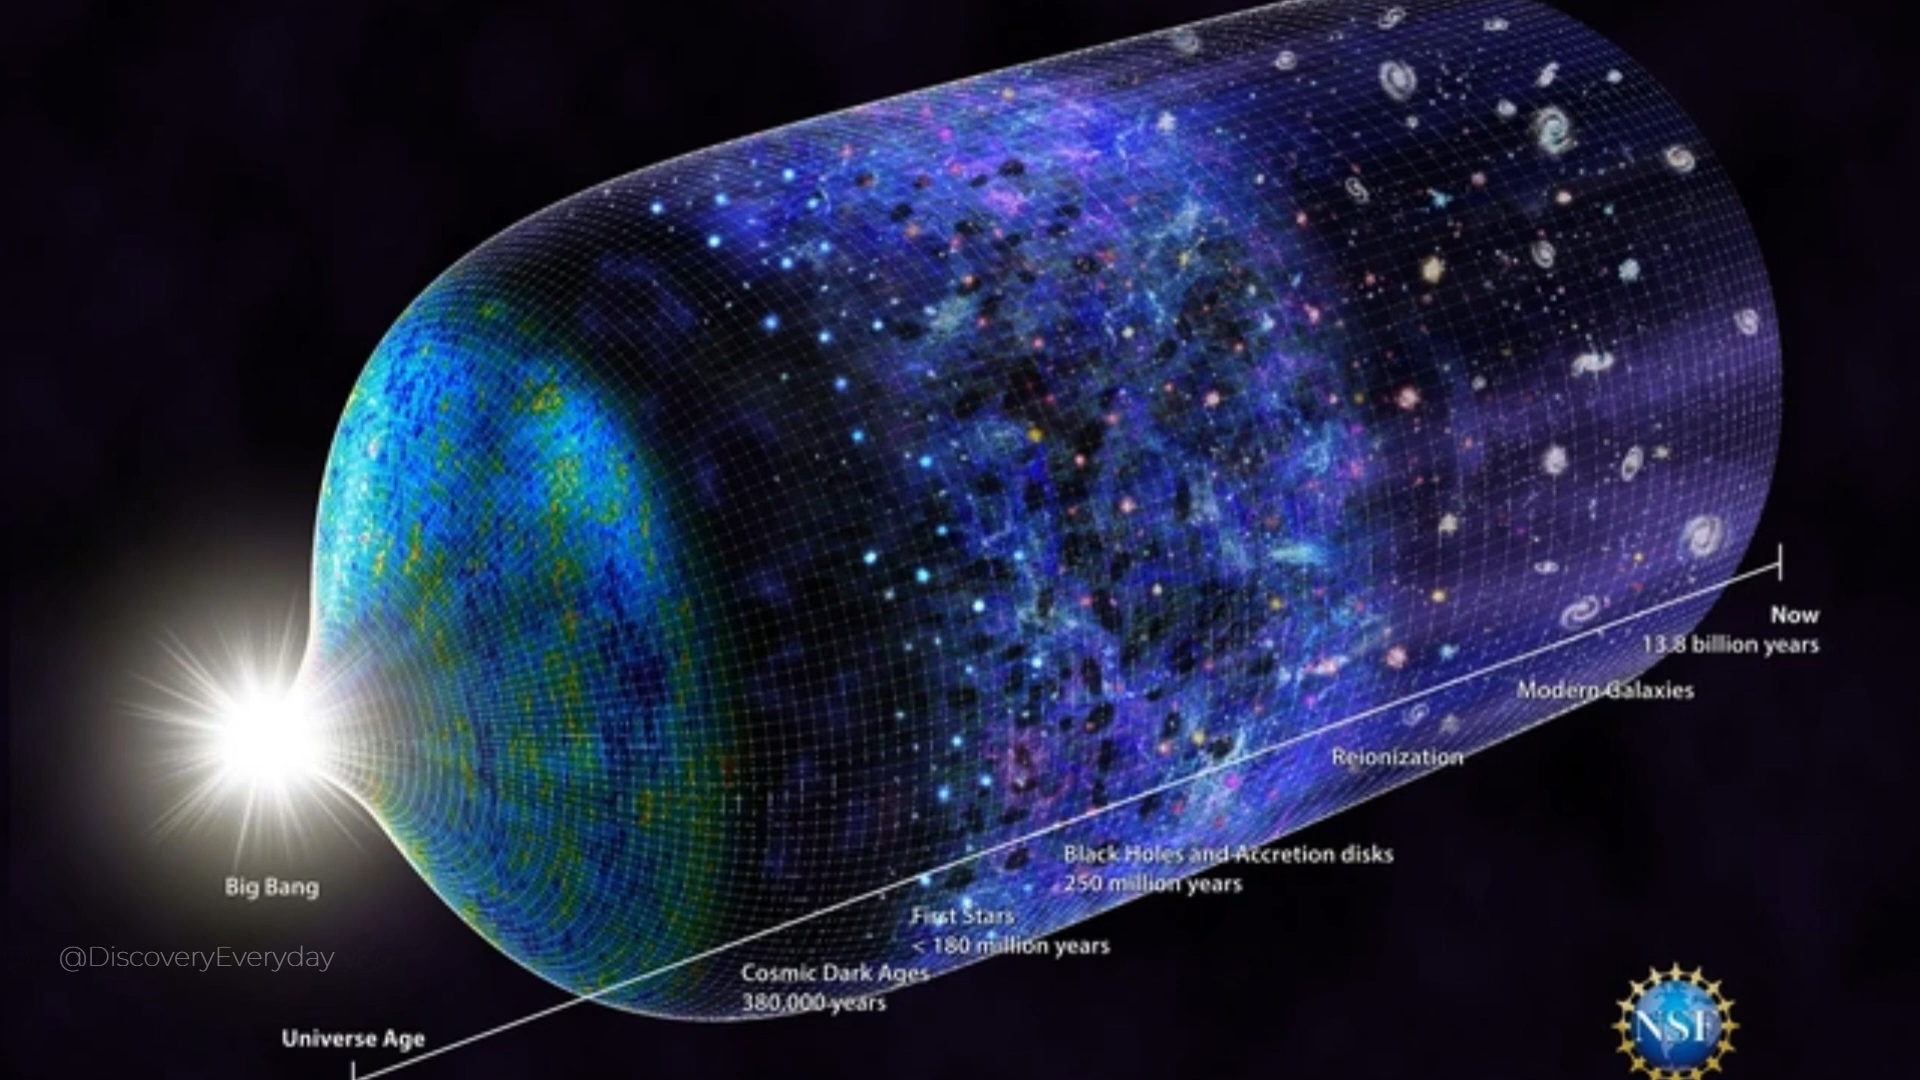 Now
13.8 billion years
Modern Galaxies
Reionization
Black Holes and Accretion disks
250 million years
First Stars
< 180 million years
Cosmic Dark Ages
380,000 years
Big Bang
@DiscoveryEveryday
Universe Age
NSF